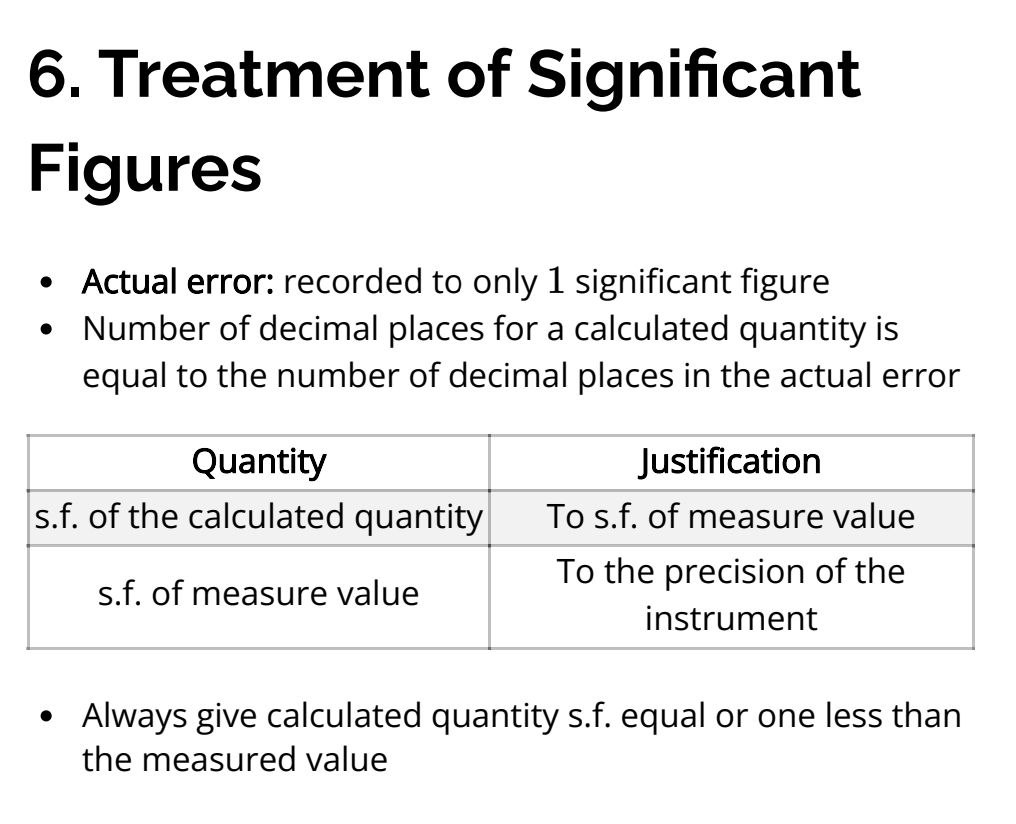 6. Treatment of Significant
Figures
• Actual error: recorded to only 1 significant figure
• Number of decimal places for a calculated quantity is
equal to the number of decimal places in the actual error
Quantity Justification
s.f. of the calculated quantity To s.f. of measure value
s.f. of measure value To the precision of the
instrument
• Always give calculated quantity s.f. equal or one less than
the measured value